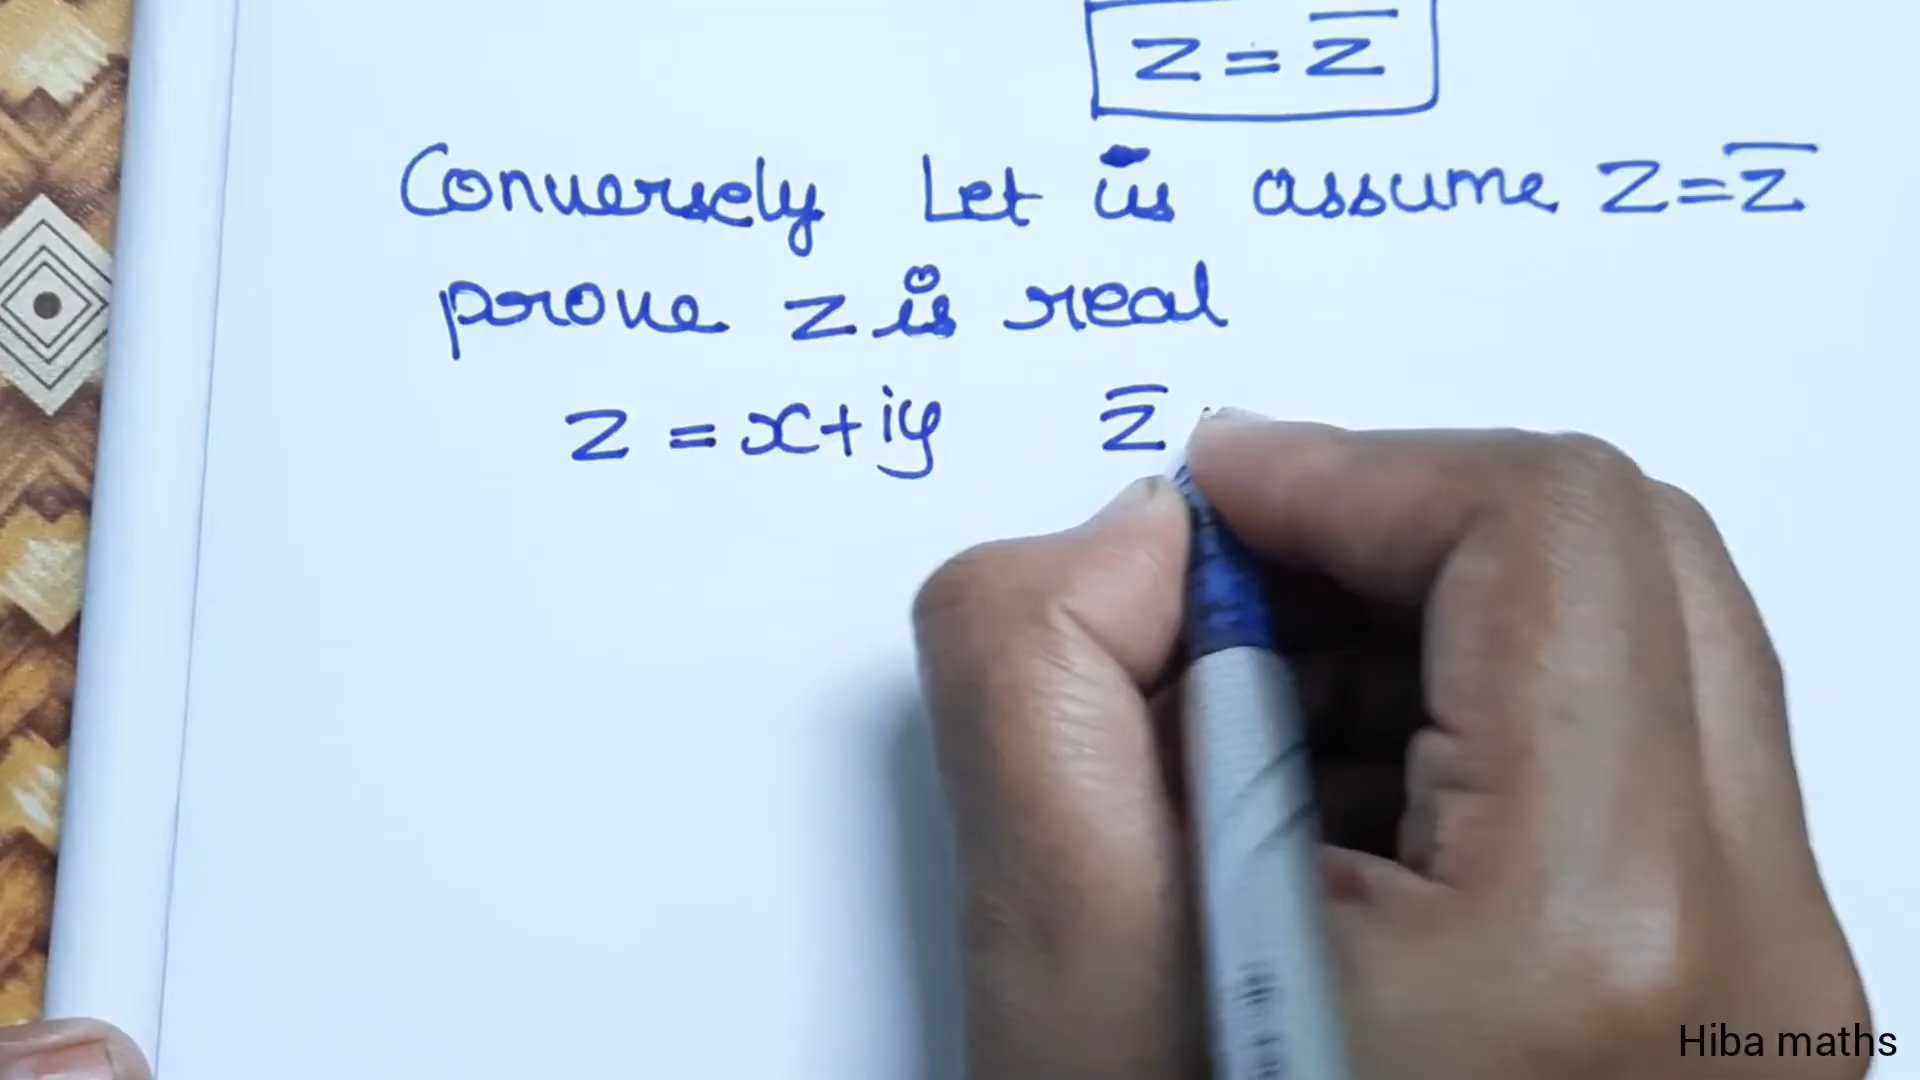 z = z̅
Conversely Let us assume z = z̅
prove z is real
z = x + iy z̅
Hiba maths